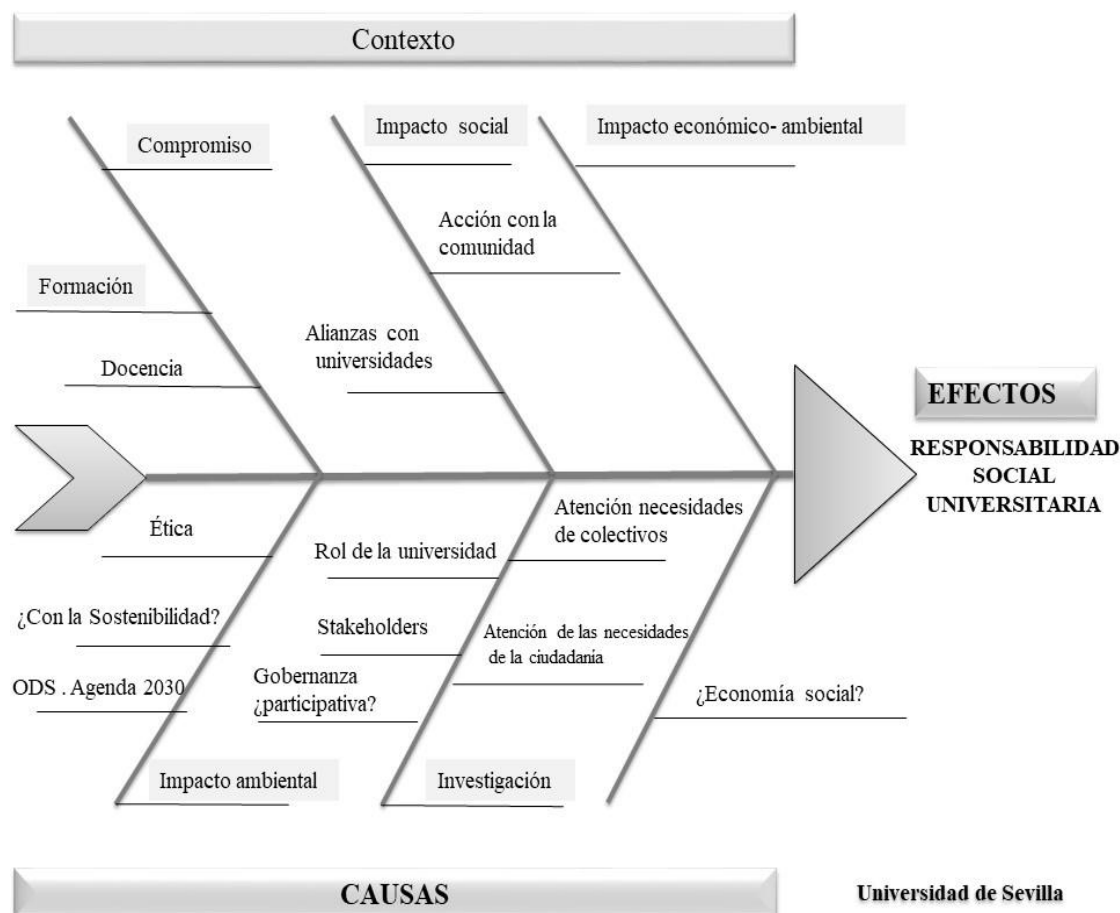 Contexto
Impacto social
Impacto económico- ambiental
Compromiso
Acción con la
comunidad
Formación
Alianzas con
universidades
Docencia
EFECTOS
RESPONSABILIDAD
SOCIAL
UNIVERSITARIA
Ética
Rol de la universidad
Atención necesidades
de colectivos
¿Con la Sostenibilidad?
Stakeholders
Atención de las necesidades
de la ciudadanía
ODS . Agenda 2030
Gobernanza
¿participativa?
¿Economía social?
Impacto ambiental
Investigación
CAUSAS
Universidad de Sevilla